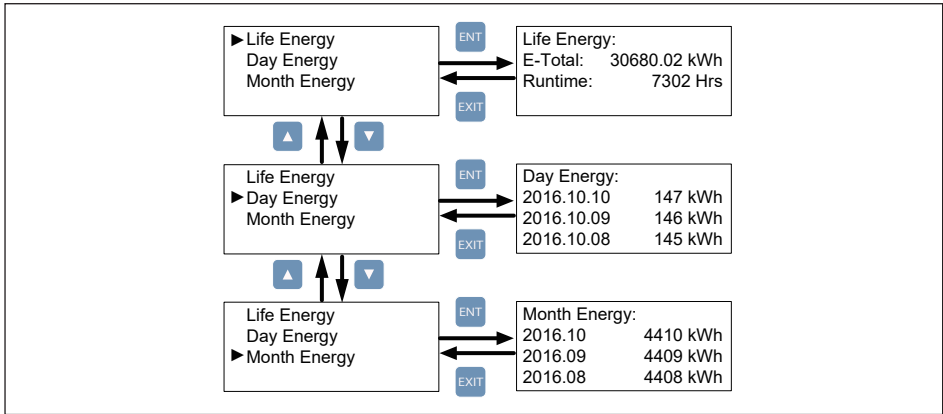 ►Life Energy
Day Energy
Month Energy
ENT
EXIT
Life Energy:
E-Total: 30680.02 kWh
Runtime: 7302 Hrs
▲ ▼
Life Energy
►Day Energy
Month Energy
ENT
EXIT
Day Energy:
2016.10.10 147 kWh
2016.10.09 146 kWh
2016.10.08 145 kWh
▲ ▼
Life Energy
Day Energy
►Month Energy
ENT
EXIT
Month Energy:
2016.10 4410 kWh
2016.09 4409 kWh
2016.08 4408 kWh